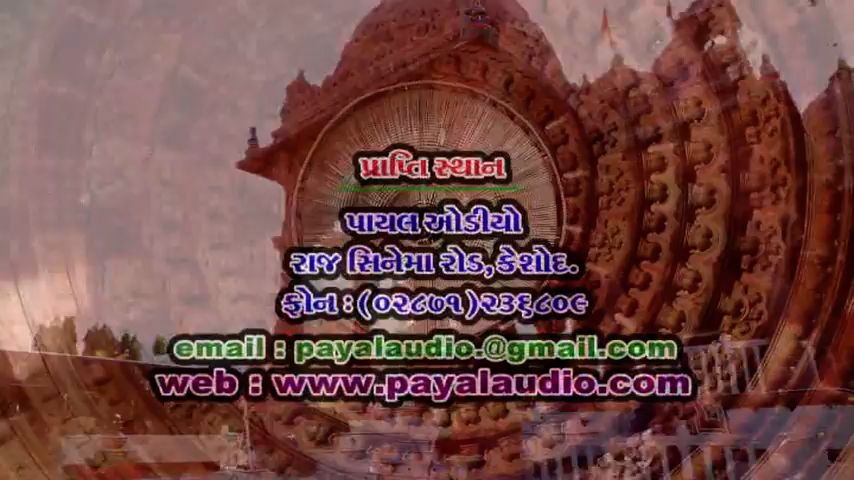 પ્રાપ્તિ સ્થાન
પાયલ ઓડીયો
રાજ સિનેમા રોડ,કેશોદ.
ફોન : (૦૨૮૭૧)૨૩૬૮૦૯
email : payalaudio.@gmail.com
web : www.payalaudio.com